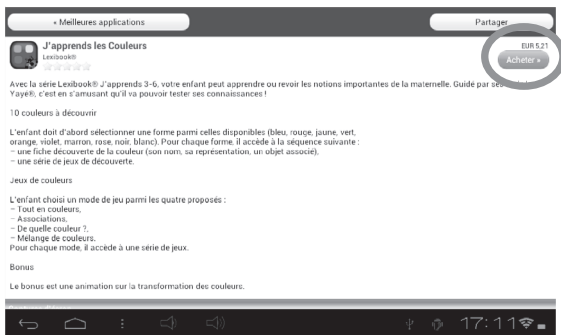 « Meilleures applications
Partager
J'apprends les Couleurs
EUR 5,21
Lexibook®
Acheter »
Avec la série Lexibook® J'apprends 3-6, votre enfant peut apprendre ou revoir les notions importantes de la maternelle. Guidé par ses
Yayé®, c'est en s'amusant qu'il va pouvoir tester ses connaissances !
10 couleurs à découvrir
L'enfant doit d'abord sélectionner une forme parmi celles disponibles (bleu, rouge, jaune, vert,
orange, violet, marron, rose, noir, blanc). Pour chaque forme, il accède à la séquence suivante :
– une fiche découverte de la couleur (son nom, sa représentation, un objet associé),
– une série de jeux de découverte.
Jeux de couleurs
L'enfant choisi un mode de jeu parmi les quatre proposés :
– Tout en couleurs,
– Associations,
– De quelle couleur ?,
– Mélange de couleurs.
Pour chaque mode, il accède à une série de jeux.
Bonus
Le bonus est une animation sur la transformation des couleurs.
17:11